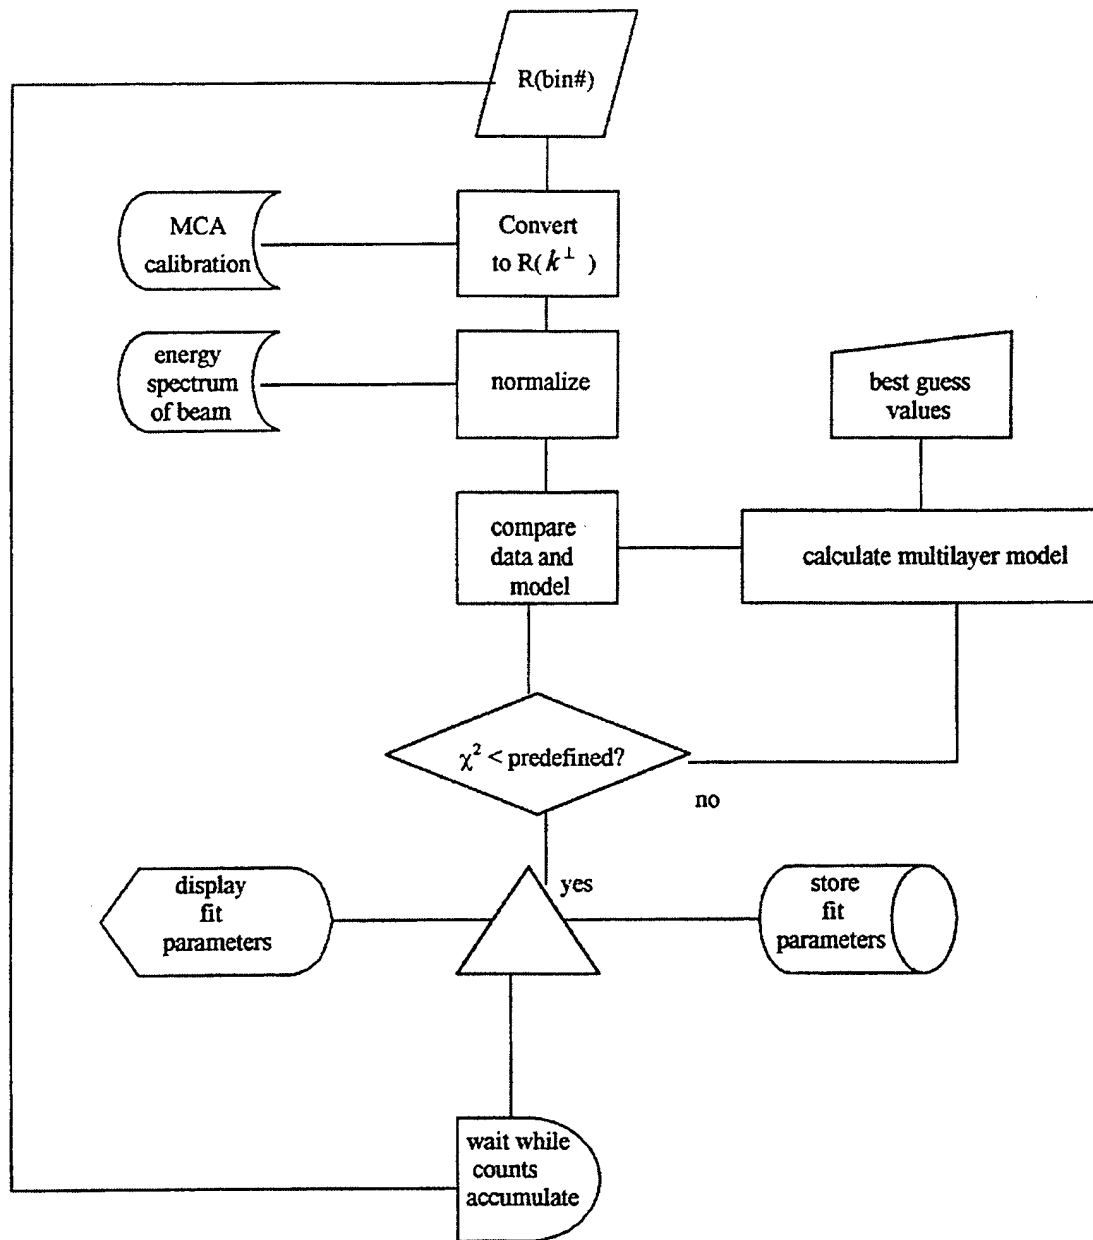 R(bin#)
MCA
calibration
Convert
to R( k⊥ )
energy
spectrum
of beam
normalize
best guess
values
compare
data and
model
calculate multilayer model
χ² < predefined?
no
yes
display
fit
parameters
store
fit
parameters
wait while
counts
accumulate